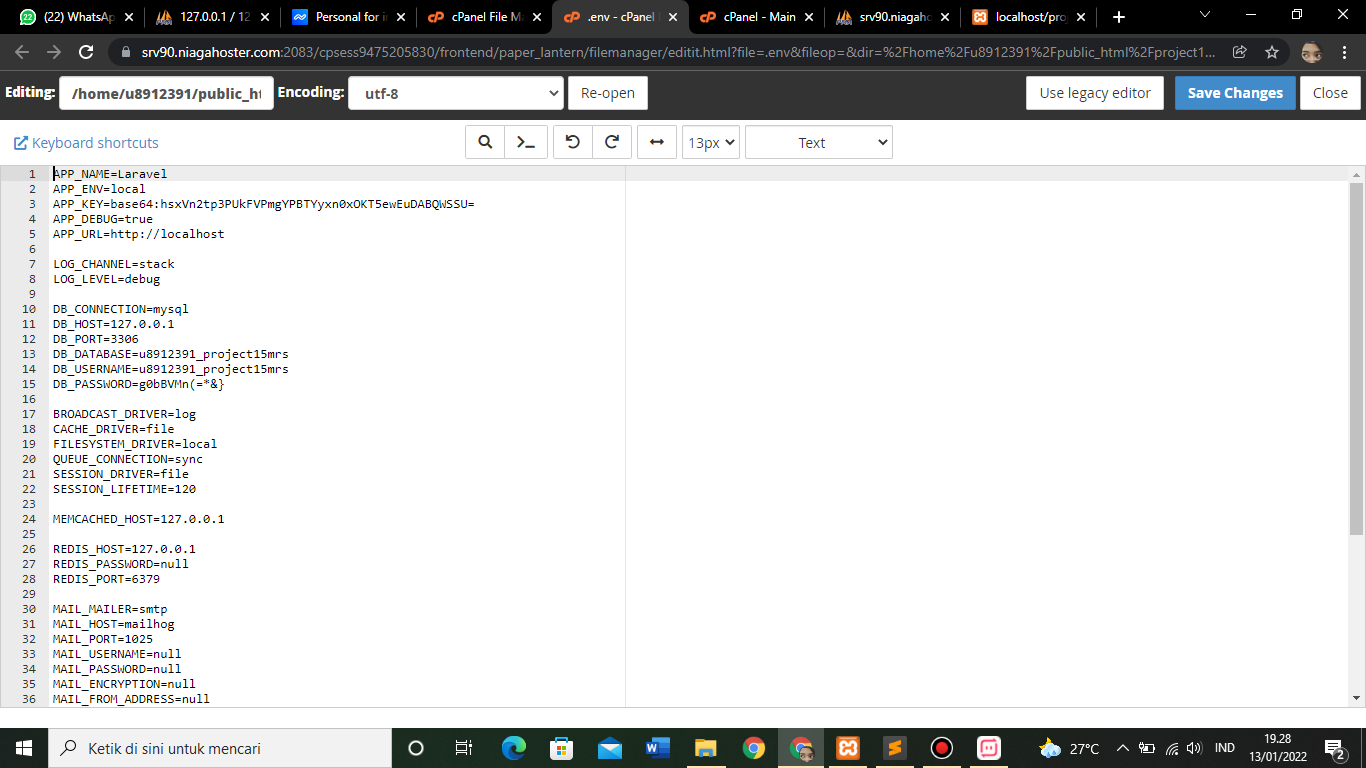 (22) WhatsAp
127.0.0.1 / 12
Personal for i
cPanel File M
.env - cPanel
cPanel - Main
srv90.niagaho
localhost/pro
srv90.niagahoster.com:2083/cpsess9475205830/frontend/paper_lantern/filemanager/editit.html?file=.env&fileop=&dir=%2Fhome%2Fu8912391%2Fpublic_html%2Fproject1...
Editing: /home/u8912391/public_ht Encoding: utf-8 Re-open Use legacy editor Save Changes Close
Keyboard shortcuts 13px Text
1 APP_NAME=Laravel
2 APP_ENV=local
3 APP_KEY=base64:hsxVn2tp3PUkFVPmgYPBTYyxn0xOKT5ewEuDABQWSSU=
4 APP_DEBUG=true
5 APP_URL=http://localhost
6
7 LOG_CHANNEL=stack
8 LOG_LEVEL=debug
9
10 DB_CONNECTION=mysql
11 DB_HOST=127.0.0.1
12 DB_PORT=3306
13 DB_DATABASE=u8912391_project15mrs
14 DB_USERNAME=u8912391_project15mrs
15 DB_PASSWORD=g0bBVMn(=*&}
16
17 BROADCAST_DRIVER=log
18 CACHE_DRIVER=file
19 FILESYSTEM_DRIVER=local
20 QUEUE_CONNECTION=sync
21 SESSION_DRIVER=file
22 SESSION_LIFETIME=120
23
24 MEMCACHED_HOST=127.0.0.1
25
26 REDIS_HOST=127.0.0.1
27 REDIS_PASSWORD=null
28 REDIS_PORT=6379
29
30 MAIL_MAILER=smtp
31 MAIL_HOST=mailhog
32 MAIL_PORT=1025
33 MAIL_USERNAME=null
34 MAIL_PASSWORD=null
35 MAIL_ENCRYPTION=null
36 MAIL_FROM_ADDRESS=null
Ketik di sini untuk mencari
27°C
IND
19.28
13/01/2022
2